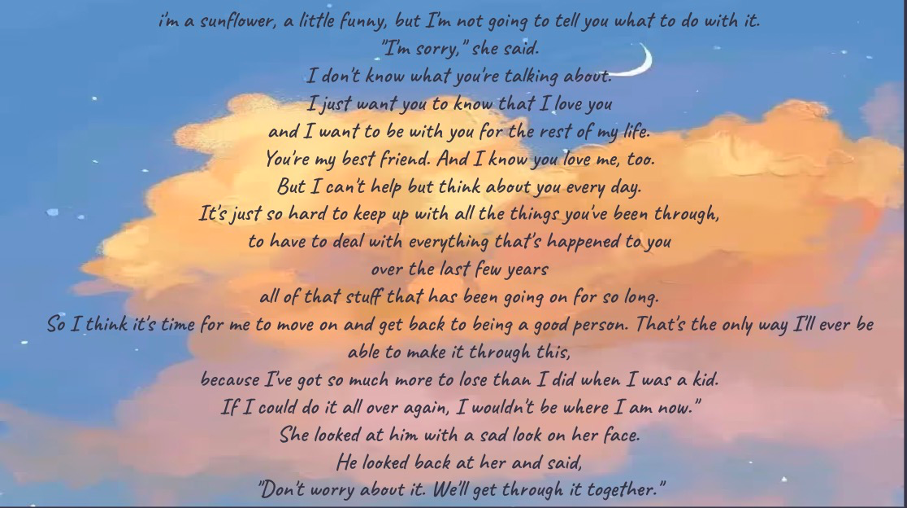 i'm a sunflower, a little funny, but I'm not going to tell you what to do with it.
"I'm sorry," she said.
I don't know what you're talking about.
I just want you to know that I love you
and I want to be with you for the rest of my life.
You're my best friend. And I know you love me, too.
But I can't help but think about you every day.
It's just so hard to keep up with all the things you've been through,
to have to deal with everything that's happened to you
over the last few years
all of that stuff that has been going on for so long.
So I think it's time for me to move on and get back to being a good person. That's the only way I'll ever be
able to make it through this,
because I've got so much more to lose than I did when I was a kid.
If I could do it all over again, I wouldn't be where I am now."
She looked at him with a sad look on her face.
He looked back at her and said,
"Don't worry about it. We'll get through it together."